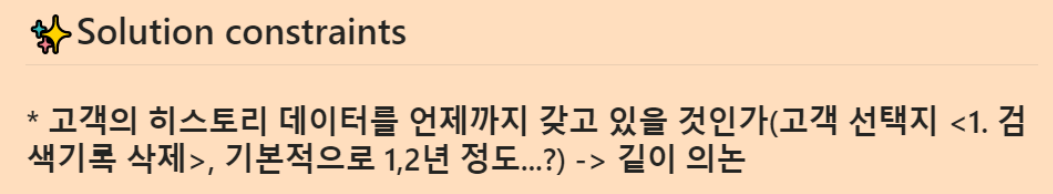 ✨Solution constraints
* 고객의 히스토리 데이터를 언제까지 갖고 있을 것인가(고객 선택지 <1. 검
색기록 삭제>, 기본적으로 1,2년 정도...?) -> 깉이 의논